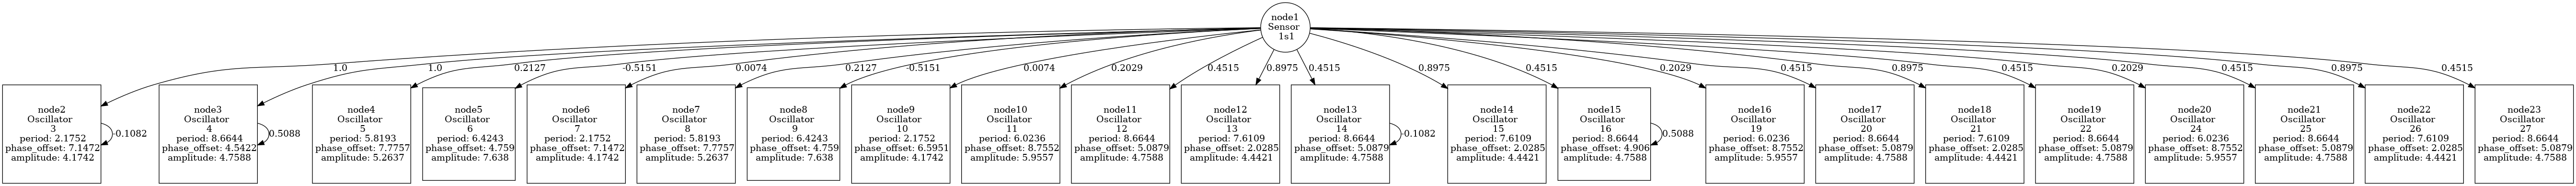 node1
Sensor
1s1
1.0
1.0
0.2127
-0.5151
0.0074
0.2127
-0.5151
0.0074
0.2029
0.4515
0.8975
0.4515
0.8975
0.4515
0.2029
0.4515
0.8975
0.4515
0.2029
0.4515
0.8975
0.4515
node2
Oscillator
3
period: 2.1752
phase_offset: 7.1472
amplitude: 4.1742
-0.1082
node3
Oscillator
4
period: 8.6644
phase_offset: 4.5422
amplitude: 4.7588
0.5088
node4
Oscillator
5
period: 5.8193
phase_offset: 7.7757
amplitude: 5.2637
node5
Oscillator
6
period: 6.4243
phase_offset: 4.759
amplitude: 7.638
node6
Oscillator
7
period: 2.1752
phase_offset: 7.1472
amplitude: 4.1742
node7
Oscillator
8
period: 5.8193
phase_offset: 7.7757
amplitude: 5.2637
node8
Oscillator
9
period: 6.4243
phase_offset: 4.759
amplitude: 7.638
node9
Oscillator
10
period: 2.1752
phase_offset: 6.5951
amplitude: 4.1742
node10
Oscillator
11
period: 6.0236
phase_offset: 8.7552
amplitude: 5.9557
node11
Oscillator
12
period: 8.6644
phase_offset: 5.0879
amplitude: 4.7588
node12
Oscillator
13
period: 7.6109
phase_offset: 2.0285
amplitude: 4.4421
node13
Oscillator
14
period: 8.6644
phase_offset: 5.0879
amplitude: 4.7588
-0.1082
node14
Oscillator
15
period: 7.6109
phase_offset: 2.0285
amplitude: 4.4421
node15
Oscillator
16
period: 8.6644
phase_offset: 4.906
amplitude: 4.7588
0.5088
node16
Oscillator
19
period: 6.0236
phase_offset: 8.7552
amplitude: 5.9557
node17
Oscillator
20
period: 8.6644
phase_offset: 5.0879
amplitude: 4.7588
node18
Oscillator
21
period: 7.6109
phase_offset: 2.0285
amplitude: 4.4421
node19
Oscillator
22
period: 8.6644
phase_offset: 5.0879
amplitude: 4.7588
node20
Oscillator
24
period: 6.0236
phase_offset: 8.7552
amplitude: 5.9557
node21
Oscillator
25
period: 8.6644
phase_offset: 5.0879
amplitude: 4.7588
node22
Oscillator
26
period: 7.6109
phase_offset: 2.0285
amplitude: 4.4421
node23
Oscillator
27
period: 8.6644
phase_offset: 5.0879
amplitude: 4.7588